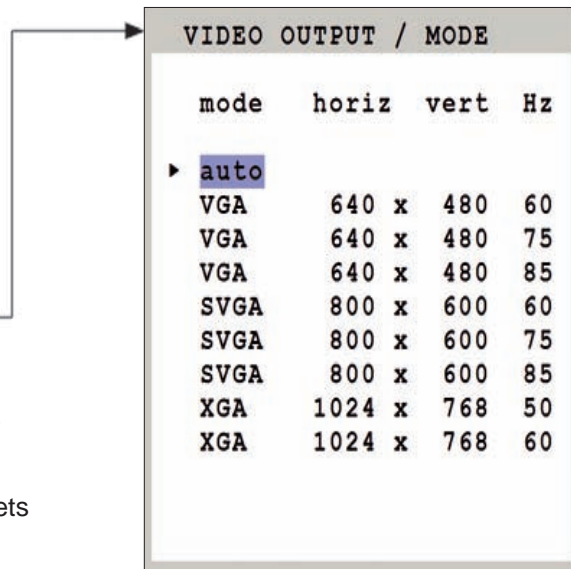 VIDEO OUTPUT / MODE
mode horiz vert Hz
auto
VGA 640 x 480 60
VGA 640 x 480 75
VGA 640 x 480 85
SVGA 800 x 600 60
SVGA 800 x 600 75
SVGA 800 x 600 85
XGA 1024 x 768 50
XGA 1024 x 768 60
ets